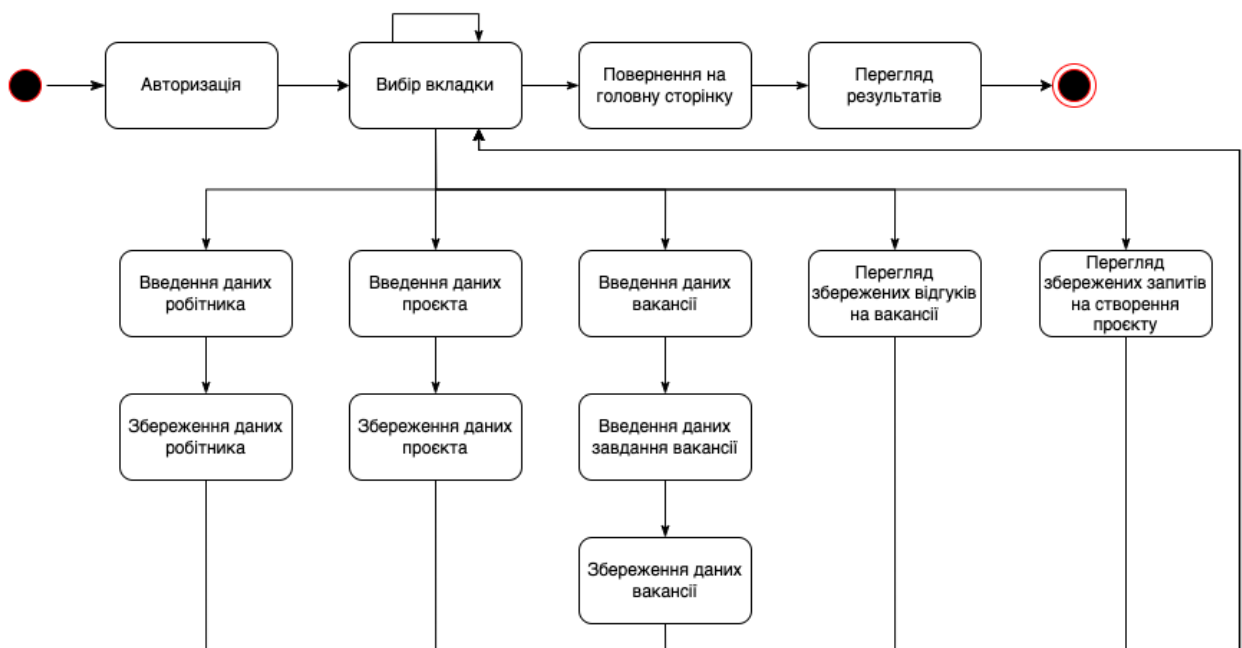 Авторизація
Вибір вкладки
Повернення на
головну сторінку
Перегляд
результатів
Введення даних
робітника
Введення даних
проєкта
Введення даних
вакансії
Перегляд
збережених відгуків
на вакансії
Перегляд
збережених запитів
на створення
проєкту
Збереження даних
робітника
Збереження даних
проєкта
Введення даних
завдання вакансії
Збереження даних
вакансії